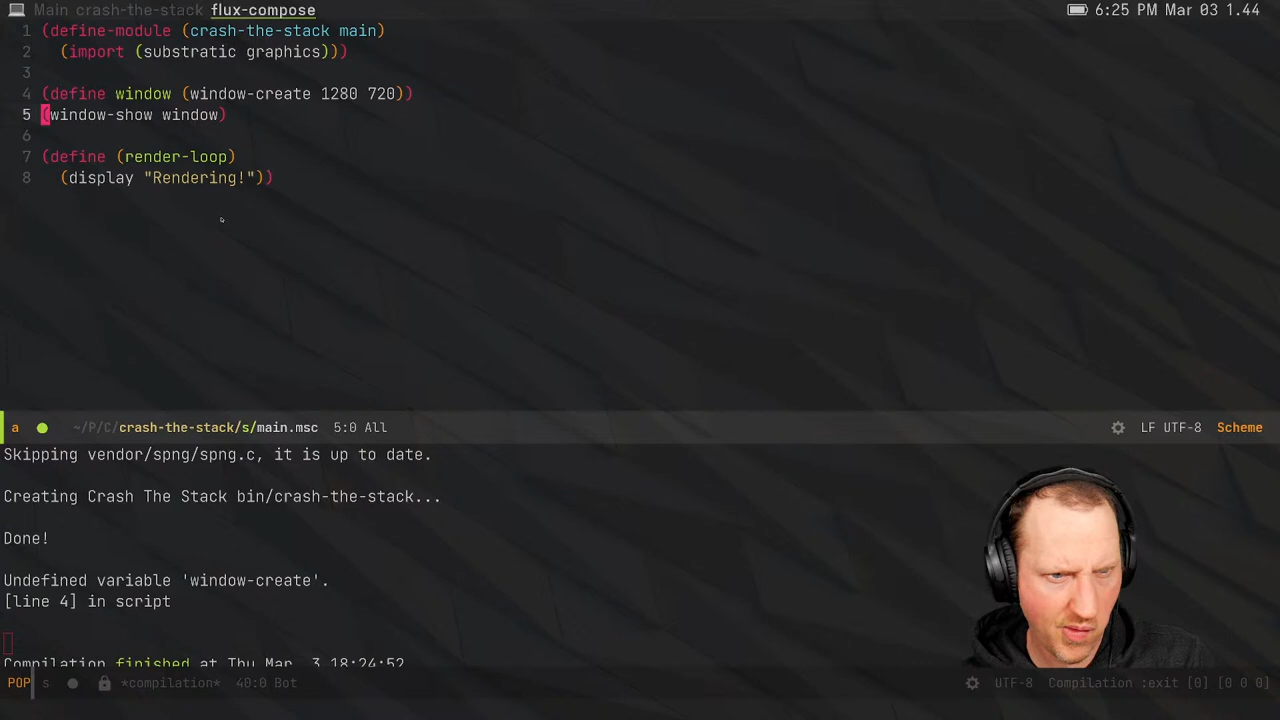 Main crash-the-stack flux-compose
6:25 PM Mar 03 1.44
1 (define-module (crash-the-stack main)
2 (import (substratic graphics)))
3
4 (define window (window-create 1280 720))
5 (window-show window)
6
7 (define (render-loop)
8 (display "Rendering!"))
a ~/P/C/crash-the-stack/s/main.msc 5:0 All LF UTF-8 Scheme
Skipping vendor/spng/spng.c, it is up to date.
Creating Crash The Stack bin/crash-the-stack...
Done!
Undefined variable 'window-create'.
[line 4] in script
Compilation finished at Thu Mar 3 18:24:52
POP s *compilation* 40:0 Bot UTF-8 Compilation :exit [0] [0 0 0]